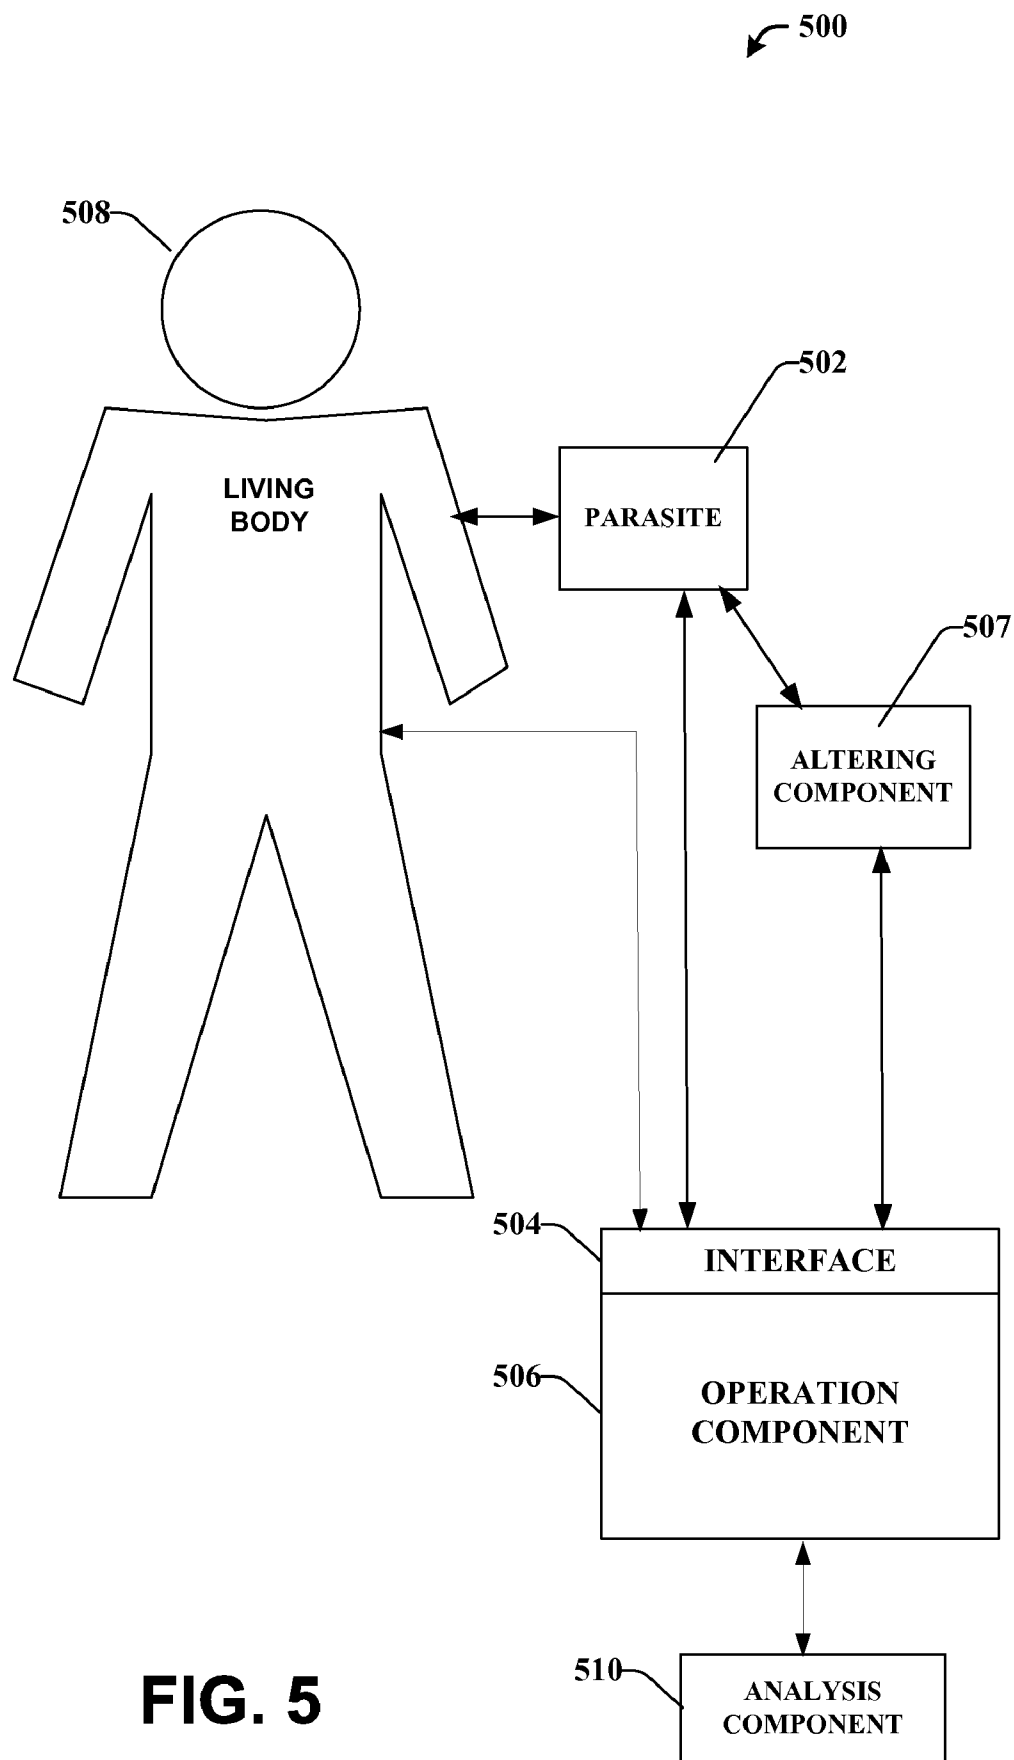 500
508
502
LIVING
BODY
PARASITE
507
ALTERING
COMPONENT
504
INTERFACE
506
OPERATION
COMPONENT
510
ANALYSIS
COMPONENT
FIG. 5